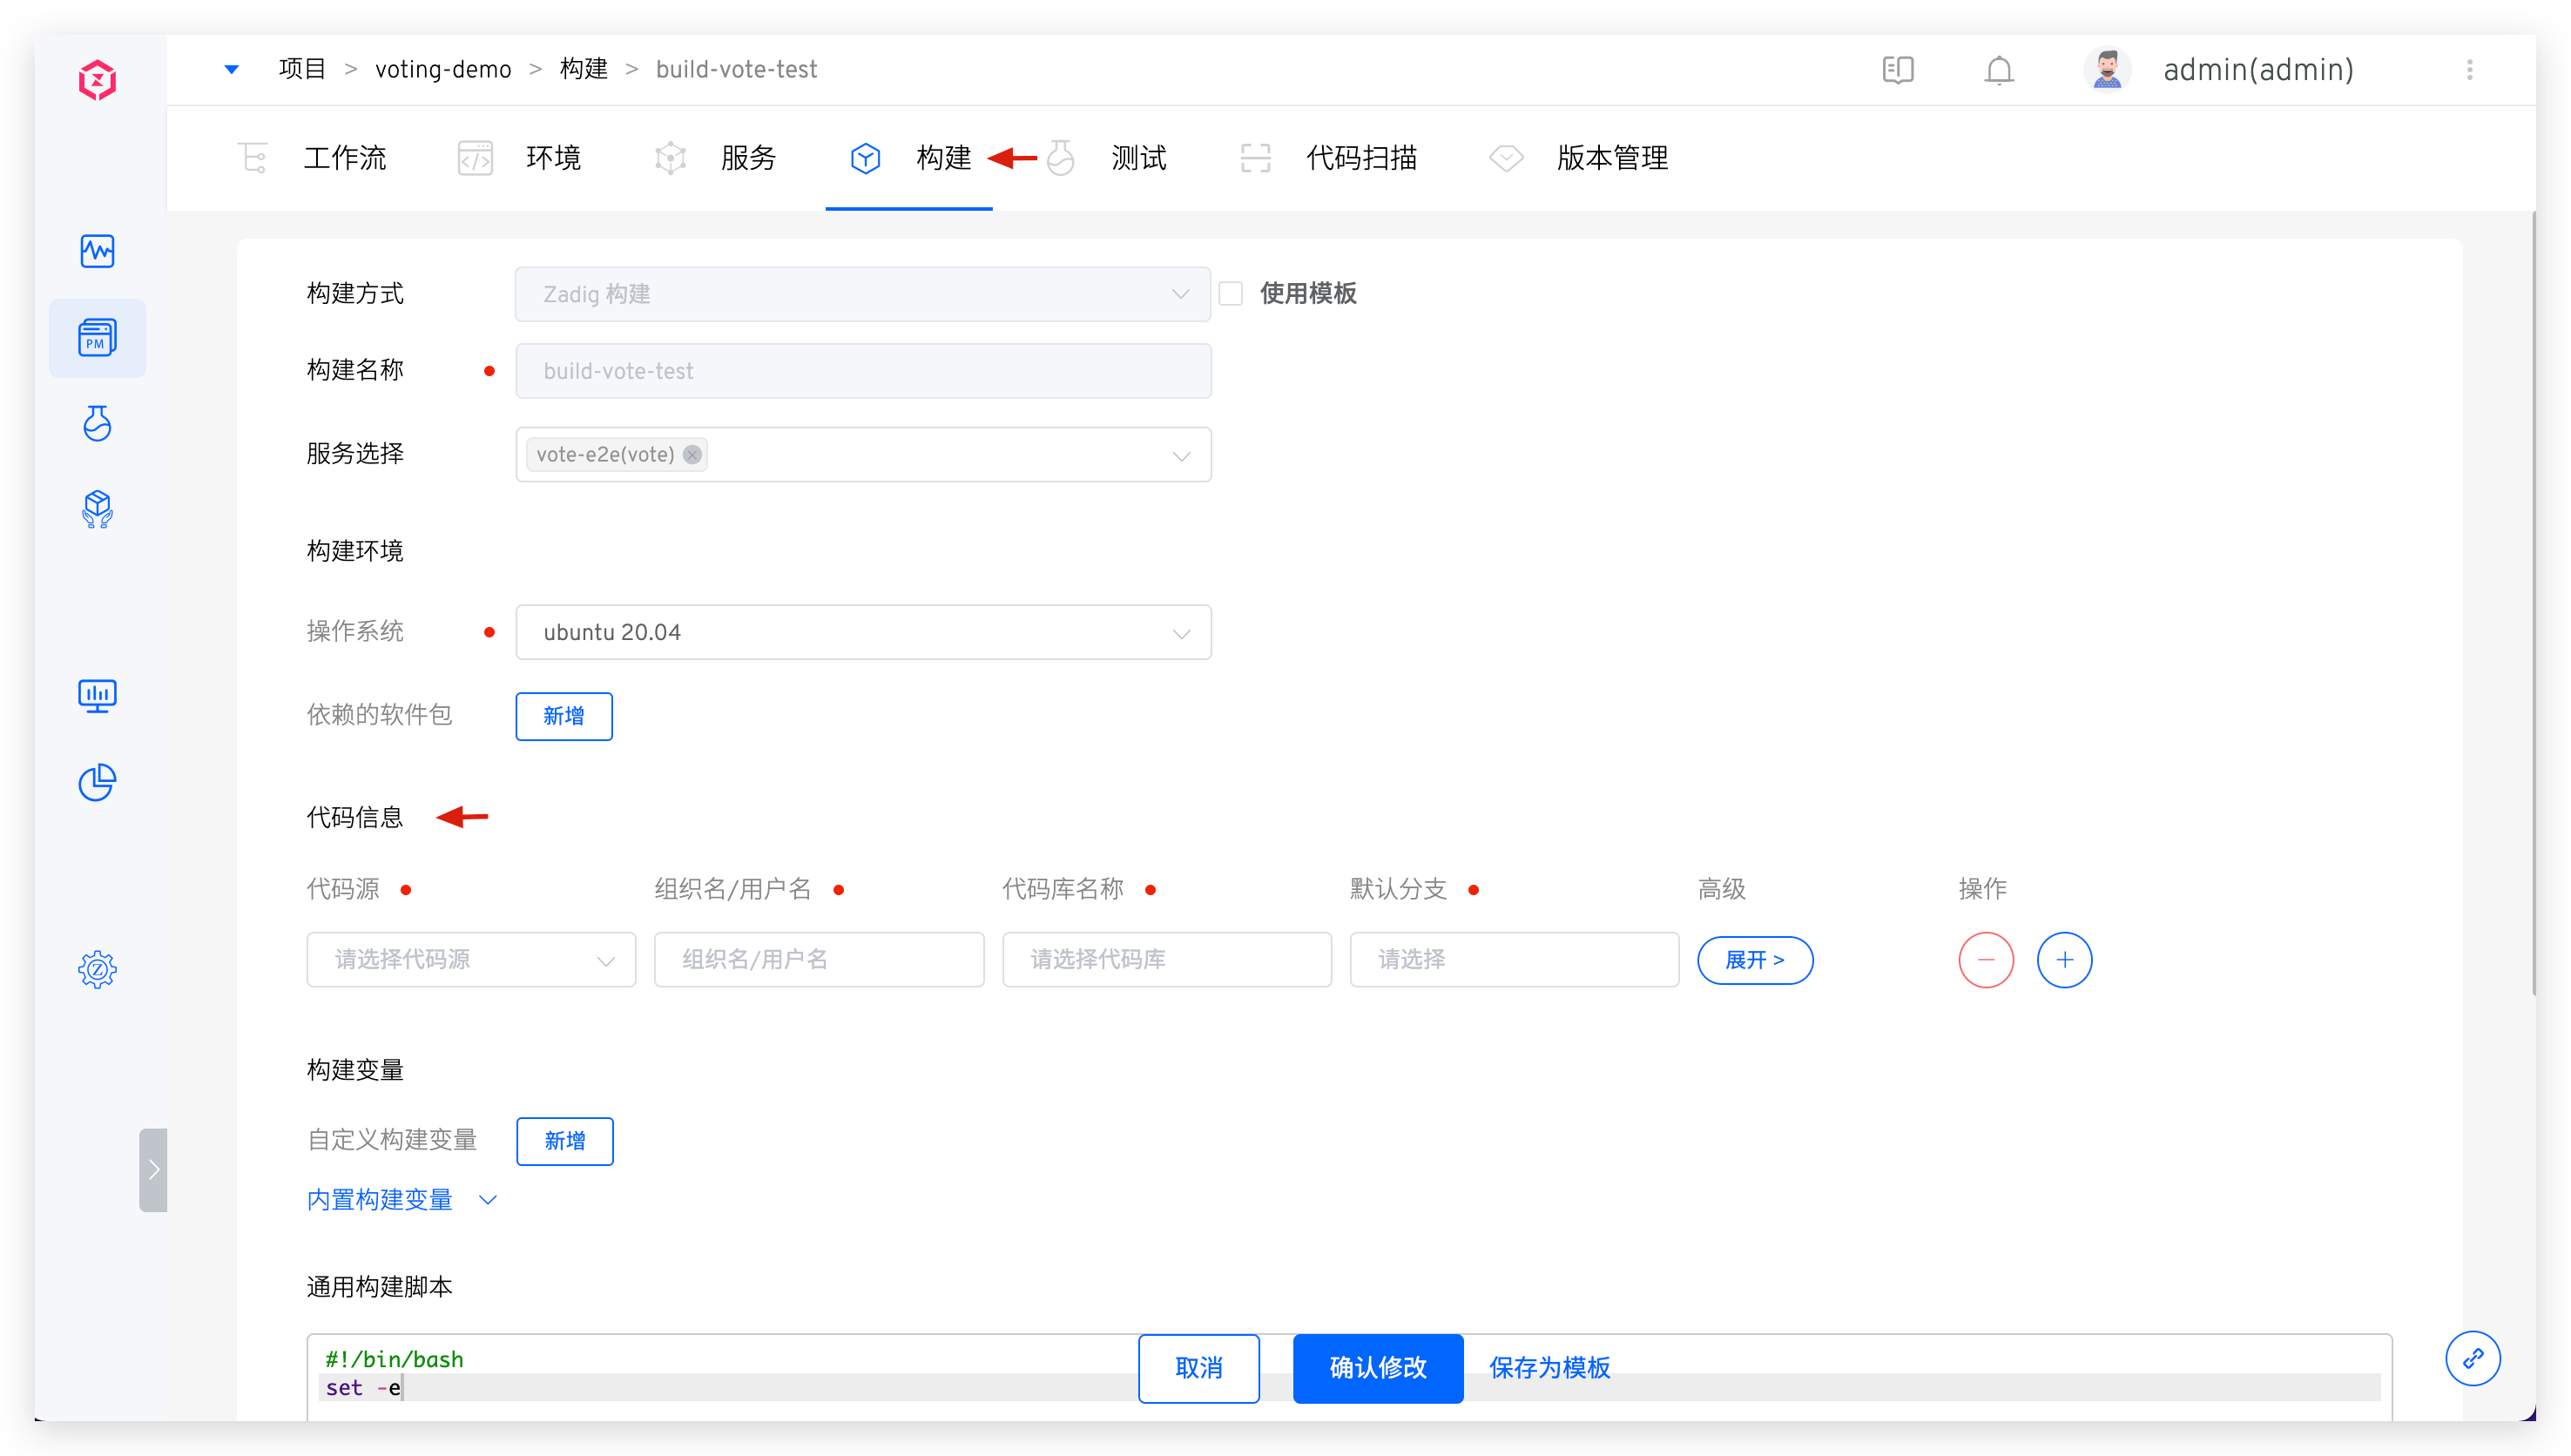 项目 > voting-demo > 构建 > build-vote-test
admin(admin)
工作流 环境 服务 构建 测试 代码扫描 版本管理
PM
构建方式 Zadig 构建 使用模板
构建名称 build-vote-test
服务选择 vote-e2e(vote)
构建环境
操作系统 ubuntu 20.04
依赖的软件包 新增
代码信息
代码源 组织名/用户名 代码库名称 默认分支 高级 操作
请选择代码源 组织名/用户名 请选择代码库 请选择 展开 >
构建变量
自定义构建变量 新增
内置构建变量
通用构建脚本
#!/bin/bash
set -e
取消 确认修改 保存为模板